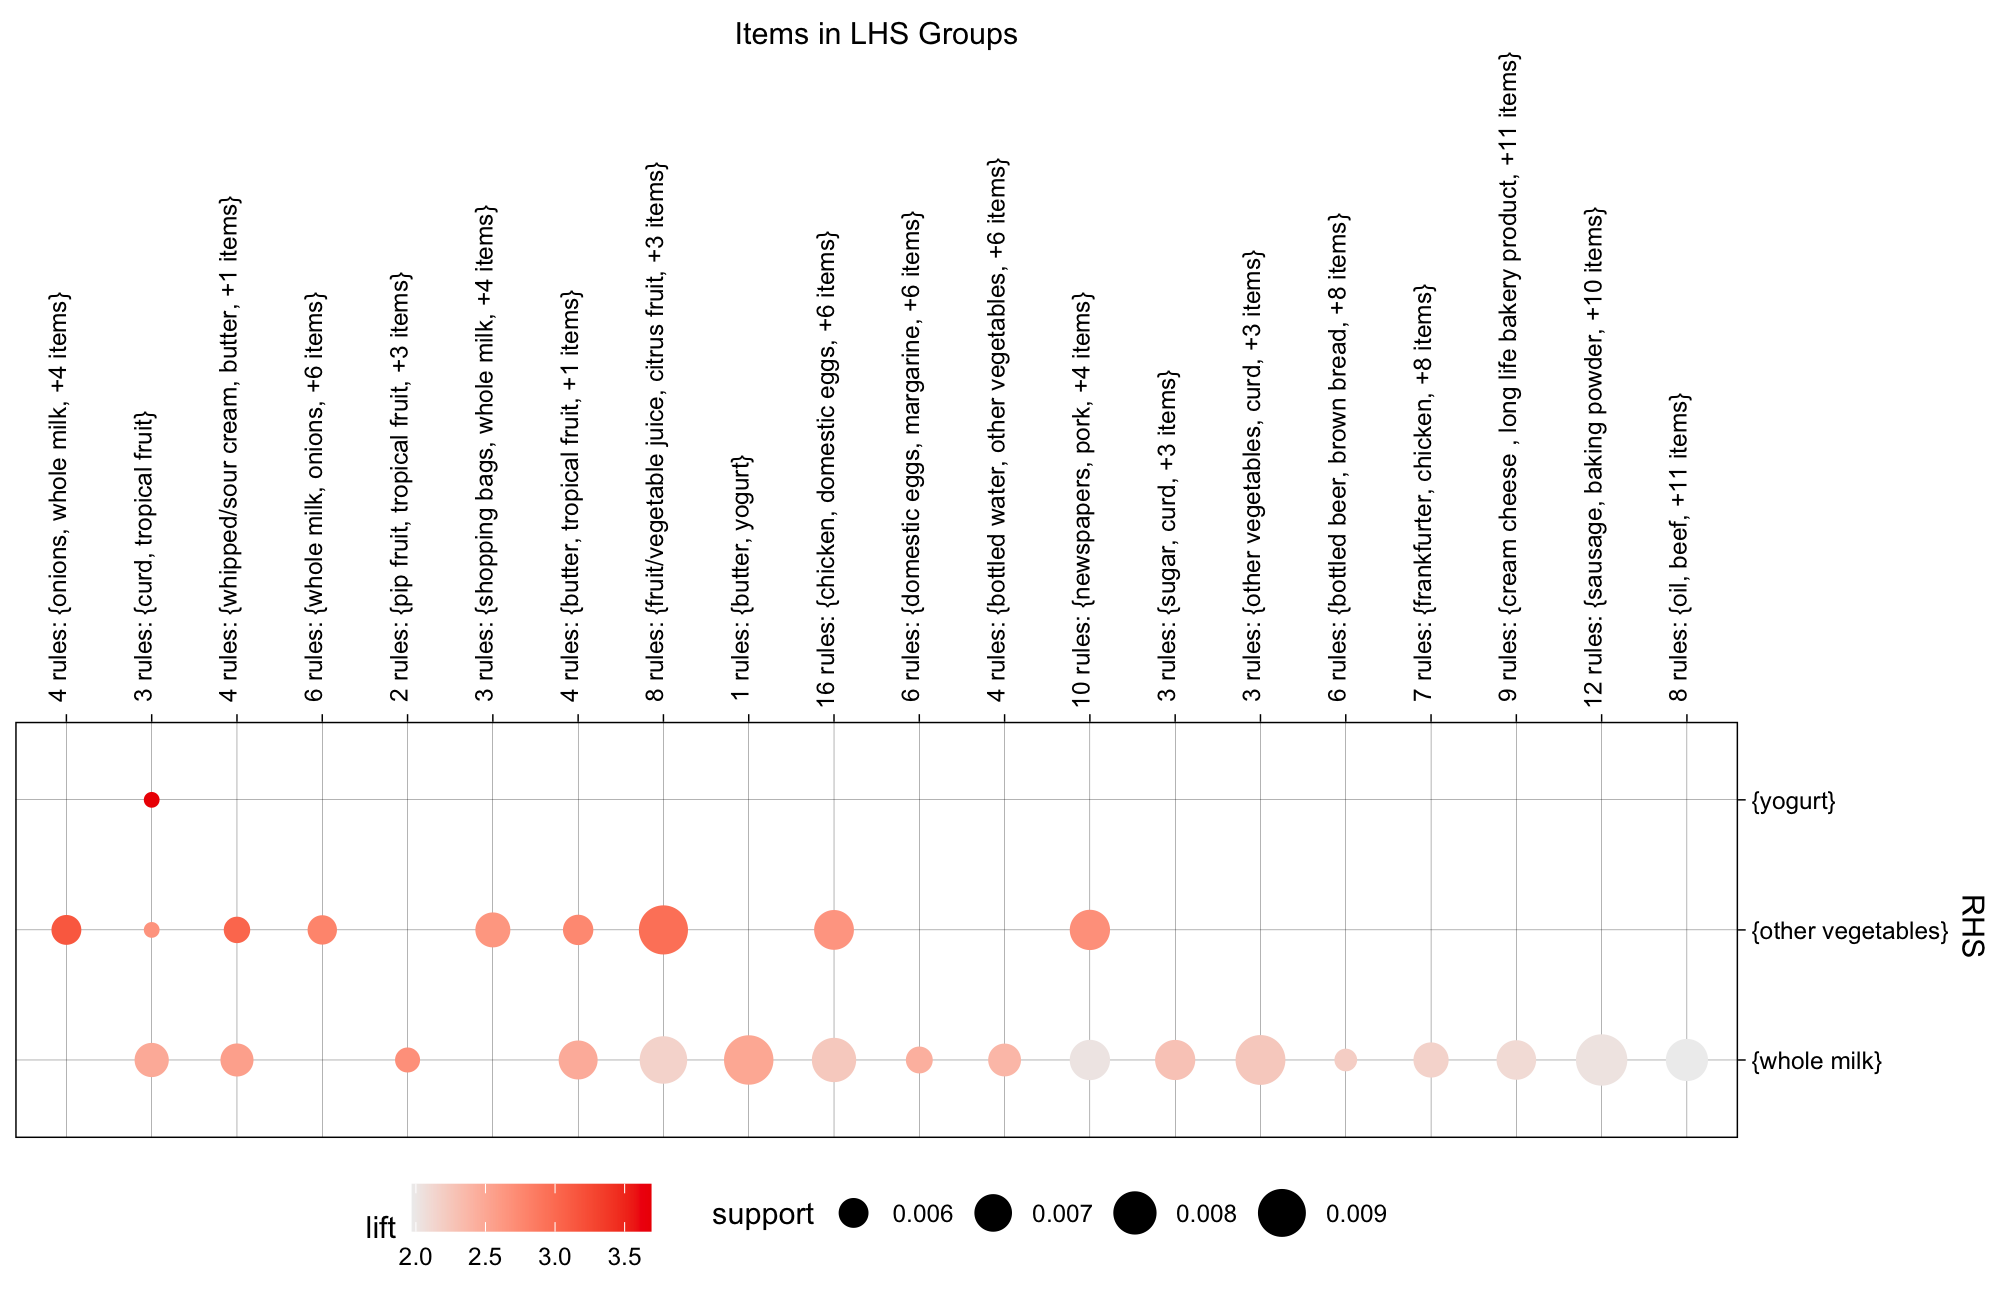 Items in LHS Groups
4 rules: {onions, whole milk, +4 items}
3 rules: {curd, tropical fruit}
4 rules: {whipped/sour cream, butter, +1 items}
6 rules: {whole milk, onions, +6 items}
2 rules: {pip fruit, tropical fruit, +3 items}
3 rules: {shopping bags, whole milk, +4 items}
4 rules: {butter, tropical fruit, +1 items}
8 rules: {fruit/vegetable juice, citrus fruit, +3 items}
1 rules: {butter, yogurt}
16 rules: {chicken, domestic eggs, +6 items}
6 rules: {domestic eggs, margarine, +6 items}
4 rules: {bottled water, other vegetables, +6 items}
10 rules: {newspapers, pork, +4 items}
3 rules: {sugar, curd, +3 items}
3 rules: {other vegetables, curd, +3 items}
6 rules: {bottled beer, brown bread, +8 items}
7 rules: {frankfurter, chicken, +8 items}
9 rules: {cream cheese , long life bakery product, +11 items}
12 rules: {sausage, baking powder, +10 items}
8 rules: {oil, beef, +11 items}
{yogurt}
{other vegetables}
{whole milk}
RHS
lift
2.0 2.5 3.0 3.5
support 0.006 0.007 0.008 0.009